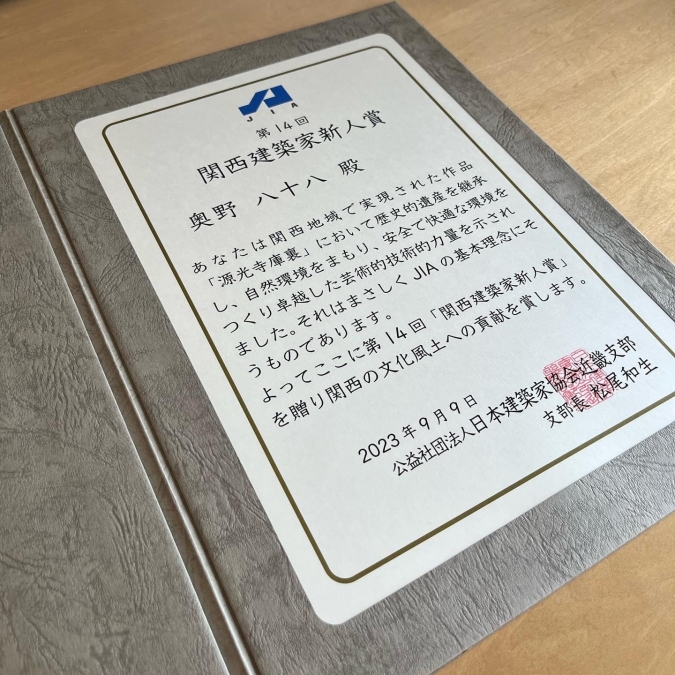 JIA
第14回
関西建築家新人賞
奥野 八十八 殿
あなたは関西地域で実現された作品
「源光寺庫裏」において歴史的遺産を継承
し、自然環境をまもり、安全で快適な環境を
つくり卓越した芸術的技術的力量を示され
ました。それはまさしくJIAの基本理念にそ
うものであります。
よってここに第14回「関西建築家新人賞」
を贈り関西の文化風土への貢献を賞します。
2023年9月9日
公益社団法人日本建築家協会近畿支部
支部長 松尾和生